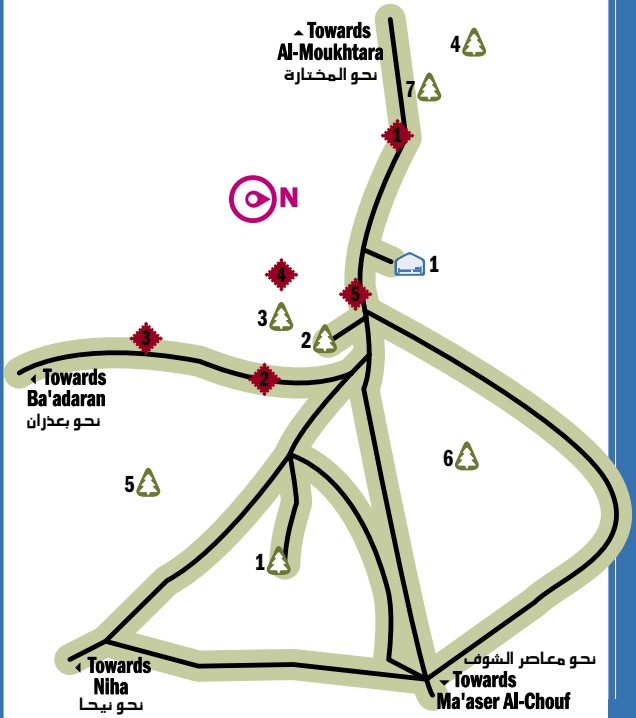 Towards
Al-Moukhtara
نحو المختارة
4
7
1
N
1
4
5
3
2
3
2
Towards
Ba'adaran
نحو بعذران
6
5
1
نحو معاصر الشوف
Towards
Ma'aser Al-Chouf
Towards
Niha
نحو نيحا